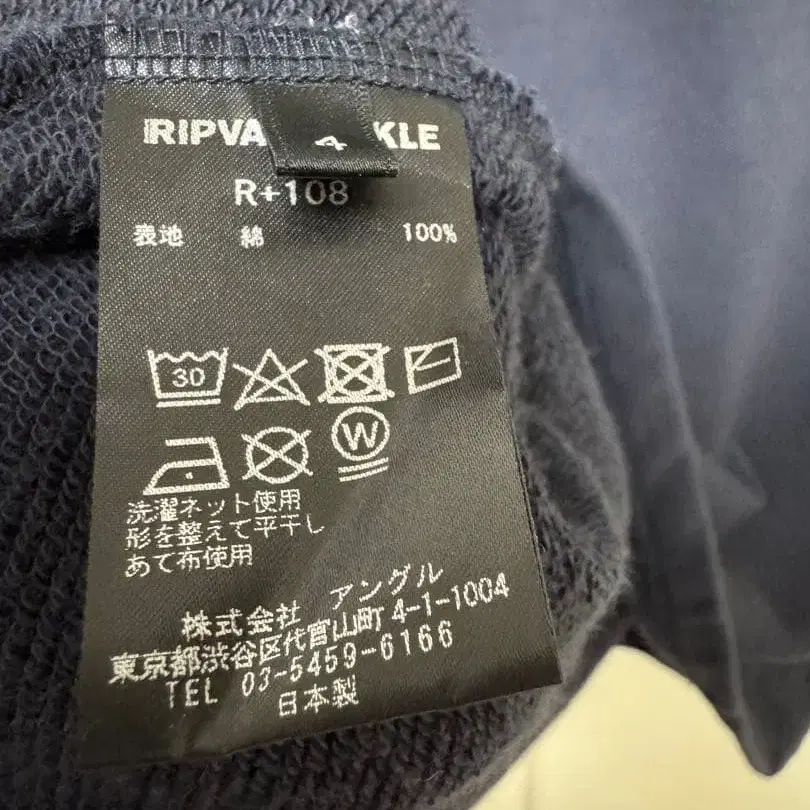 RIPVA KLE
4
R+108
表地 綿 100%
30
W
洗濯ネット使用
形を整えて平干し
あて布使用
株式会社 アングル
東京都渋谷区代官山町4-1-1004
TEL 03-5459-6166
日本製